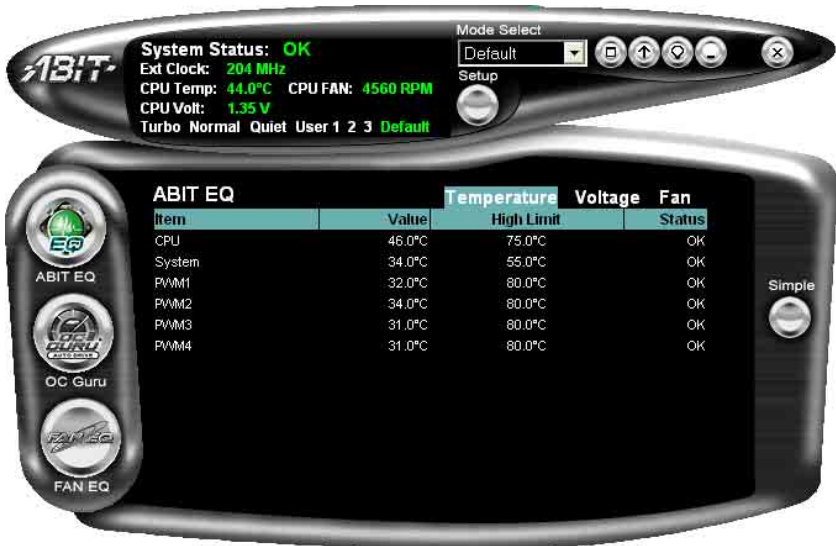 ABIT
System Status: OK
Ext Clock: 204 MHz
CPU Temp: 44.0°C CPU FAN: 4560 RPM
CPU Volt: 1.35 V
Turbo Normal Quiet User 1 2 3 Default
Mode Select
Default
Setup
ABIT EQ
Temperature Voltage Fan
Item Value High Limit Status
CPU 46.0°C 75.0°C OK
System 34.0°C 55.0°C OK
PWM1 32.0°C 80.0°C OK
PWM2 34.0°C 80.0°C OK
PWM3 31.0°C 80.0°C OK
PWM4 31.0°C 80.0°C OK
EQ
ABIT EQ
OC
GURU
AUTO DRIVE
OC Guru
FAN EQ
FAN EQ
Simple